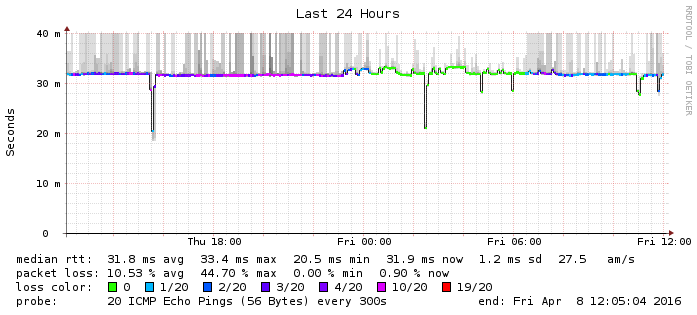 Last 24 Hours
RRDTOOL / TOBI OETIKER
Seconds
40 m
30 m
20 m
10 m
0
Thu 18:00 Fri 00:00 Fri 06:00 Fri 12:00
median rtt: 31.8 ms avg 33.4 ms max 20.5 ms min 31.9 ms now 1.2 ms sd 27.5 am/s
packet loss: 10.53 % avg 44.70 % max 0.00 % min 0.90 % now
loss color: 0 1/20 2/20 3/20 4/20 10/20 19/20
probe: 20 ICMP Echo Pings (56 Bytes) every 300s end: Fri Apr 8 12:05:04 2016